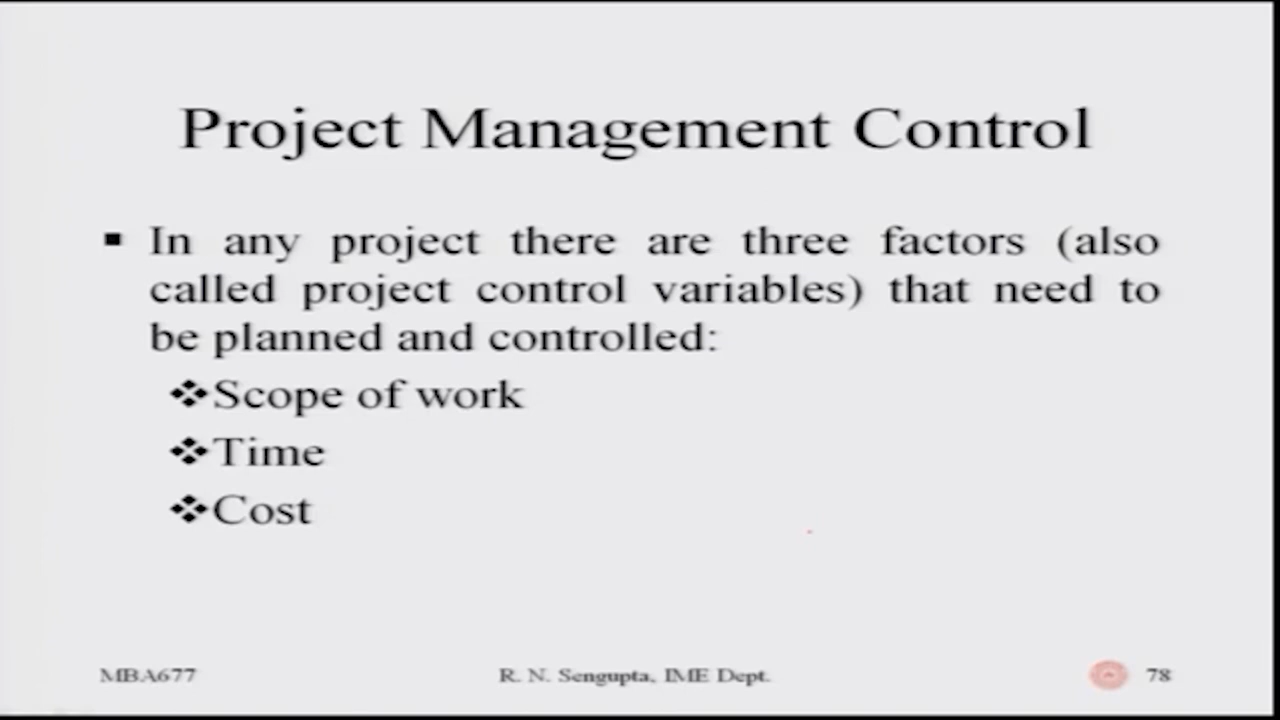 Project Management Control
▪ In any project there are three factors (also
called project control variables) that need to
be planned and controlled:
❖Scope of work
❖Time
❖Cost
MBA677 R. N. Sengupta, IME Dept. 78